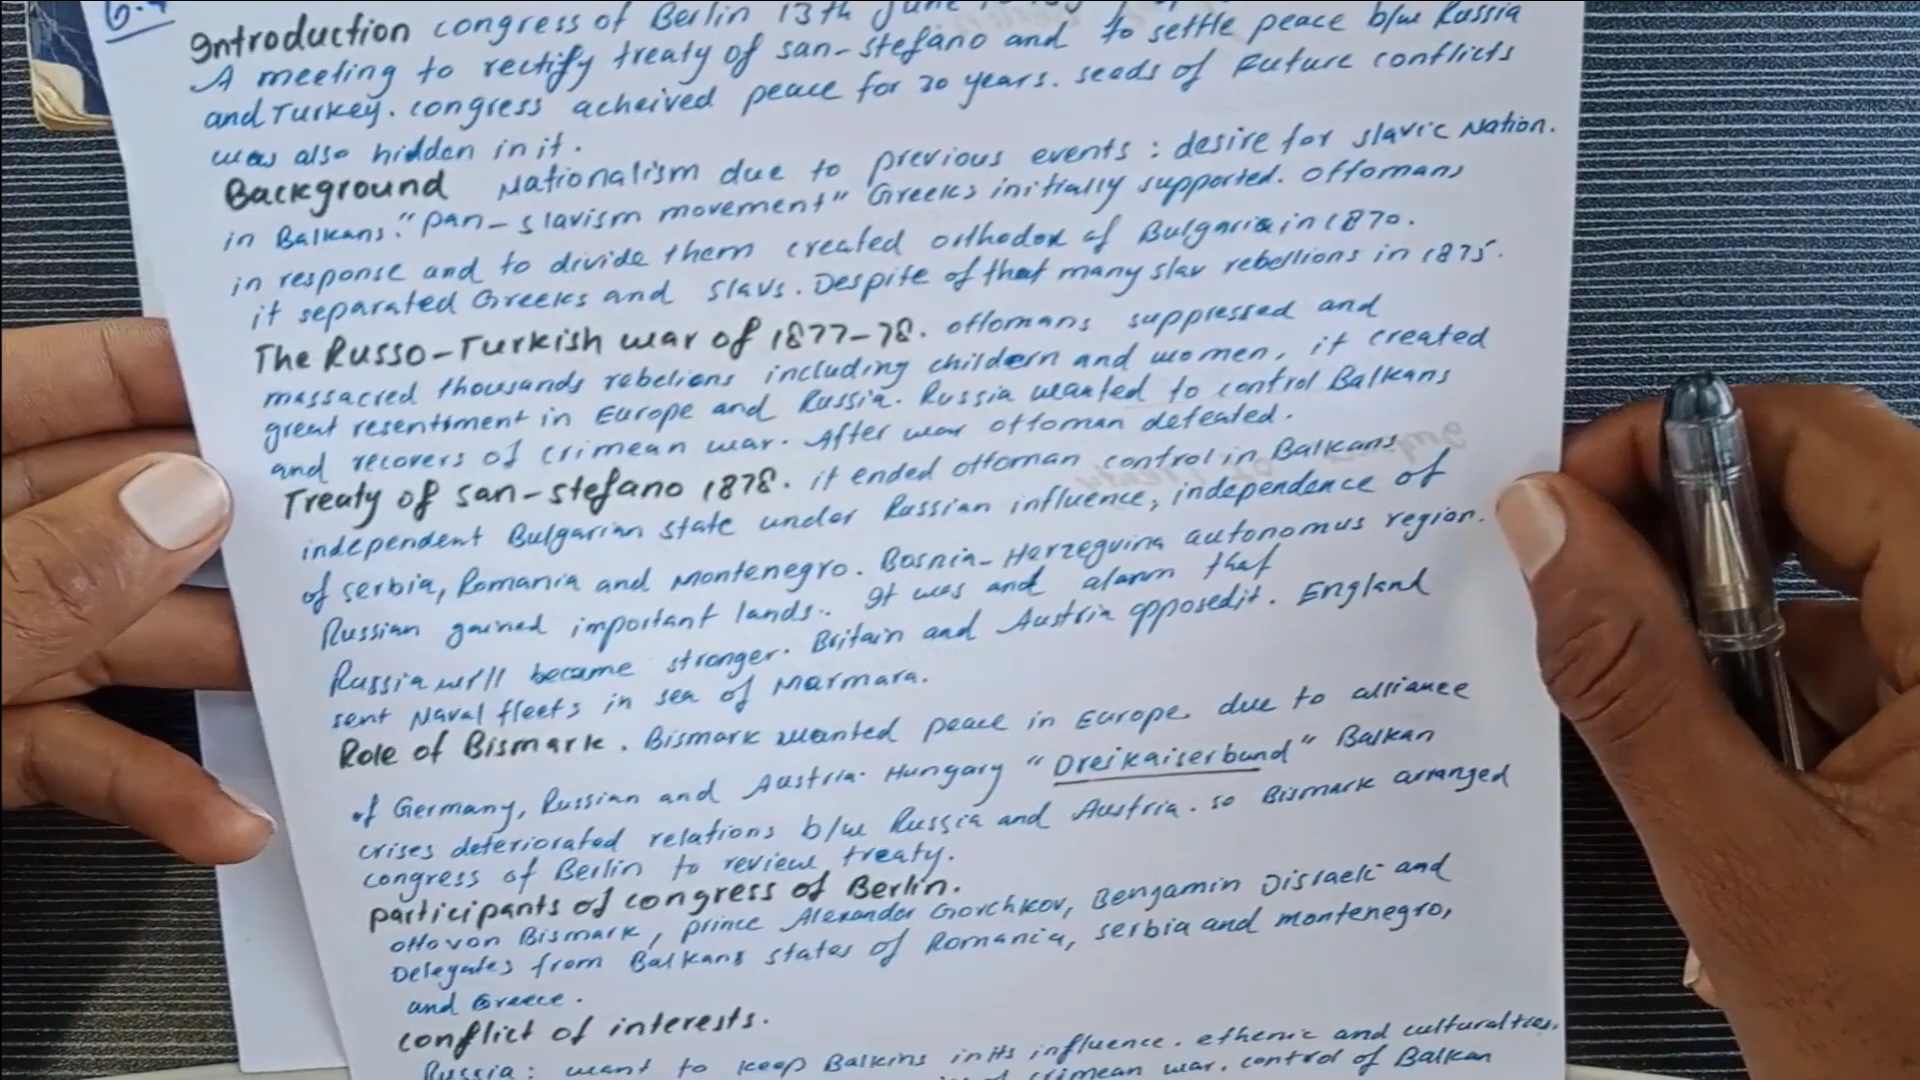 Introduction congress of Berlin 13th June
A meeting to rectify treaty of san-stefano and to settle peace b/w Russia
and Turkey. congress acheived peace for 20 years. seeds of Future conflicts
was also hidden in it.
Background Nationalism due to previous events : desire for slavic Nation.
in Balkans. "pan-slavism movement" Greeks initially supported. Ottomans
in response and to divide them created orthodox of Bulgaria in 1870.
it separated Greeks and Slavs. Despite of that many slav rebellions in 1875.
The Russo-Turkish war of 1877-78. Ottomans suppressed and
massacred thousands rebelions including childern and women, it created
great resentiment in Europe and Russia. Russia wanted to control Balkans
and recovers of crimean war. After war ottoman defeated.
Treaty of san-stefano 1878. it ended ottoman control in Balkans
independent Bulgarian state under Russian influence, independence of
of serbia, Romania and Montenegro. Bosnia-Herzeguina autonomus region.
Russian gained important lands. It was and alarm that
Russia will become stronger. Britain and Austria opposed it. England
sent Naval fleets in sea of Marmara.
Role of Bismark. Bismark wanted peace in Europe. due to alliance
of Germany, Russian and Austria-Hungary "Dreikaiserbund" Balkan
crises deteriorated relations b/w Russia and Austria. so Bismark arranged
congress of Berlin to review treaty.
participants of congress of Berlin.
otto von Bismark, prince Alexander Gorchkov, Bengamin Disraeli and
Delegates from Balkans states of Romania, serbia and montenegro,
and Greece.
conflict of interests.
Russia: want to keep Balkins in its influence. ethenic and cultural ties.
crimean war. control of Balkan